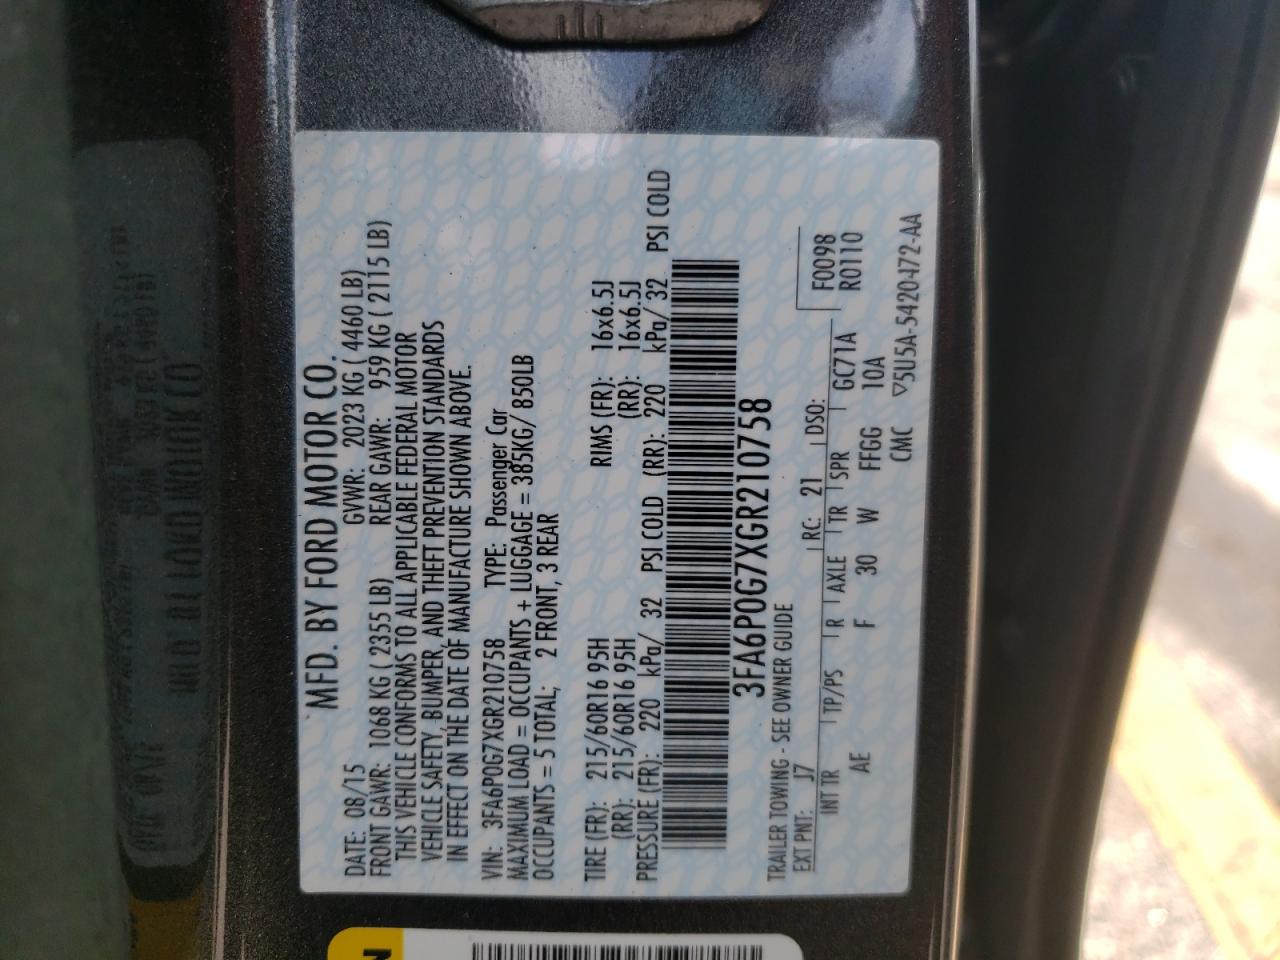 MFD. BY FORD MOTOR CO.
DATE: 08/15 GVWR: 2023 KG ( 4460 LB)
FRONT GAWR: 1068 KG ( 2355 LB) REAR GAWR: 959 KG ( 2115 LB)
THIS VEHICLE CONFORMS TO ALL APPLICABLE FEDERAL MOTOR
VEHICLE SAFETY, BUMPER, AND THEFT PREVENTION STANDARDS
IN EFFECT ON THE DATE OF MANUFACTURE SHOWN ABOVE.
VIN: 3FA6P0G7XGR210758 TYPE: Passenger Car
MAXIMUM LOAD = OCCUPANTS + LUGGAGE = 385KG/ 850LB
OCCUPANTS = 5 TOTAL; 2 FRONT, 3 REAR
TIRE (FR): 215/60R16 95H RIMS (FR): 16x6.5J
(RR): 215/60R16 95H (RR): 16x6.5J
PRESSURE (FR): 220 kPa/ 32 PSI COLD (RR): 220 kPa/ 32 PSI COLD
3FA6P0G7XGR210758
TRAILER TOWING - SEE OWNER GUIDE F0098
EXT PNT: J7 RC: 21 DSO: R0110
INT TR TP/PS R AXLE TR SPR GC71A
AE F 30 W FFGG 10A
CMC ▽5U5A-5420472-AA